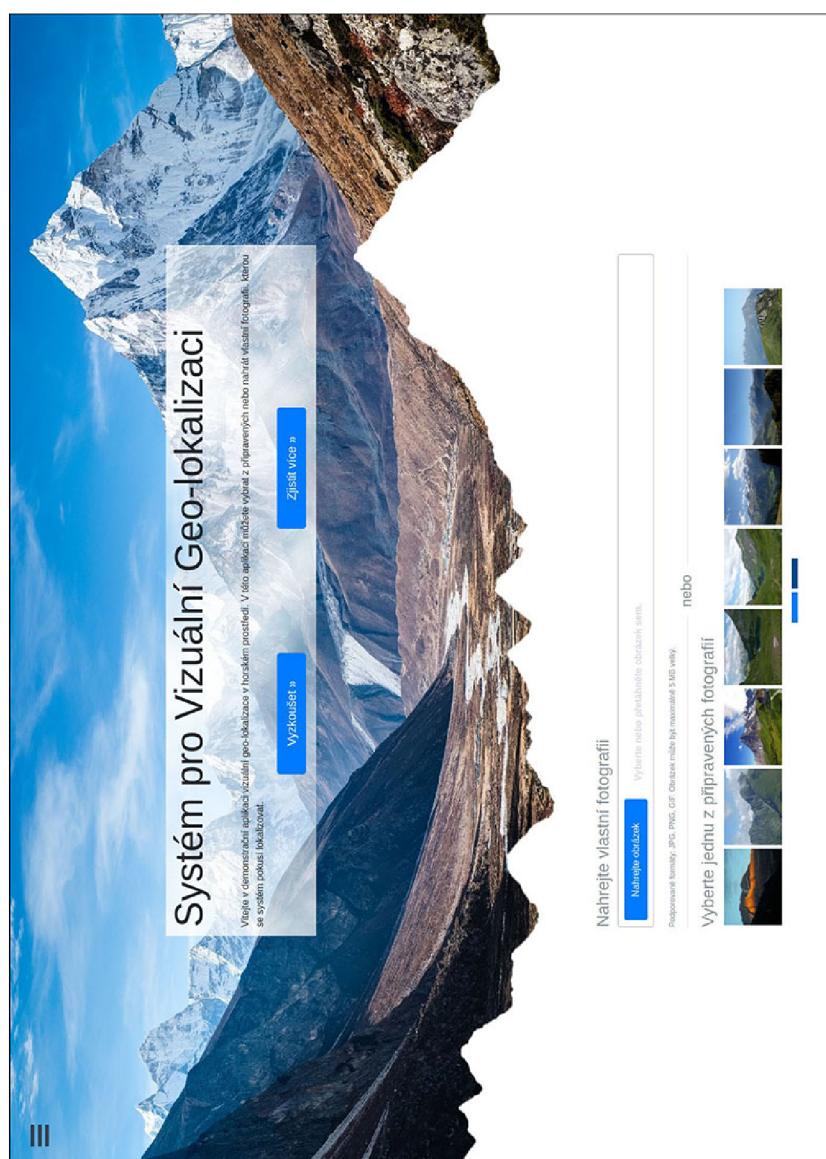 Systém pro Vizuální Geo-lokalizaci
Vítejte v demonstrační aplikaci vizuální geo-lokalizace v horském prostředí. V této aplikaci můžete vybrat z připravených nebo nahrát vlastní fotografii, kterou
se systém pokusí lokalizovat.
Vyzkoušet » Zjistit více »
Nahrejte vlastní fotografii
Nahrejte obrázek Vyberte nebo přetáhněte obrázek sem.
Podporované formáty: JPG, PNG, GIF. Obrázek může být maximálně 5 MB velký.
nebo
Vyberte jednu z připravených fotografií